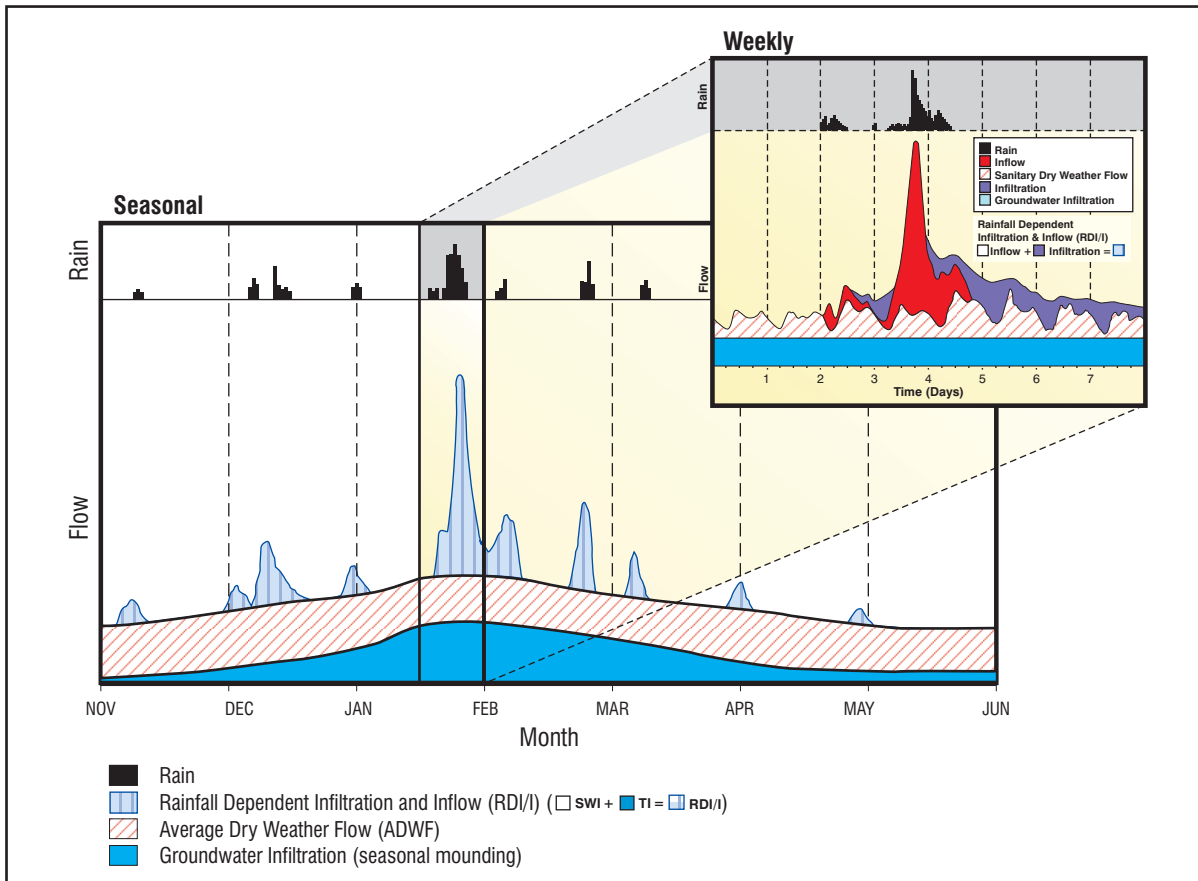 Weekly
Rain
Rain
Inflow
Sanitary Dry Weather Flow
Infiltration
Groundwater Infiltration
Rainfall Dependent
Infiltration & Inflow (RDI/I)
Inflow + Infiltration =
Flow
1 2 3 4 5 6 7
Time (Days)
Seasonal
Rain
Flow
NOV DEC JAN FEB MAR APR MAY JUN
Month
Rain
Rainfall Dependent Infiltration and Inflow (RDI/I) ( SWI + TI = RDI/I)
Average Dry Weather Flow (ADWF)
Groundwater Infiltration (seasonal mounding)